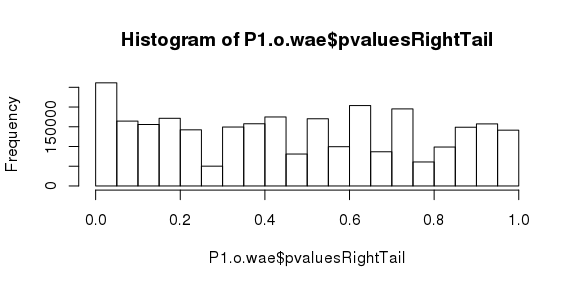 Histogram of P1.o.wae$pvaluesRightTail
Frequency
0 150000
0.0 0.2 0.4 0.6 0.8 1.0
P1.o.wae$pvaluesRightTail